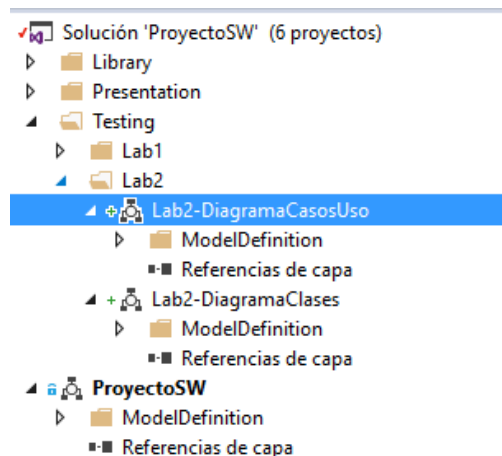 Solución 'ProyectoSW' (6 proyectos)
Library
Presentation
Testing
Lab1
Lab2
Lab2-DiagramaCasosUso
ModelDefinition
Referencias de capa
Lab2-DiagramaClases
ModelDefinition
Referencias de capa
ProyectoSW
ModelDefinition
Referencias de capa